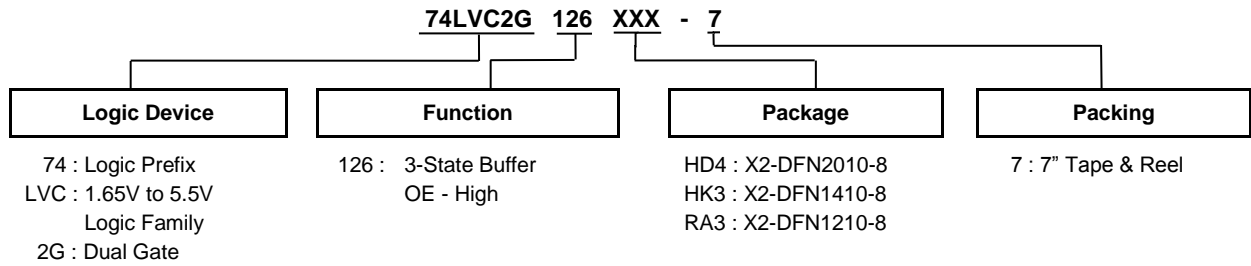 74LVC2G 126 XXX - 7
Logic Device
74 : Logic Prefix
LVC : 1.65V to 5.5V
Logic Family
2G : Dual Gate
Function
126 : 3-State Buffer
OE - High
Package
HD4 : X2-DFN2010-8
HK3 : X2-DFN1410-8
RA3 : X2-DFN1210-8
Packing
7 : 7” Tape & Reel